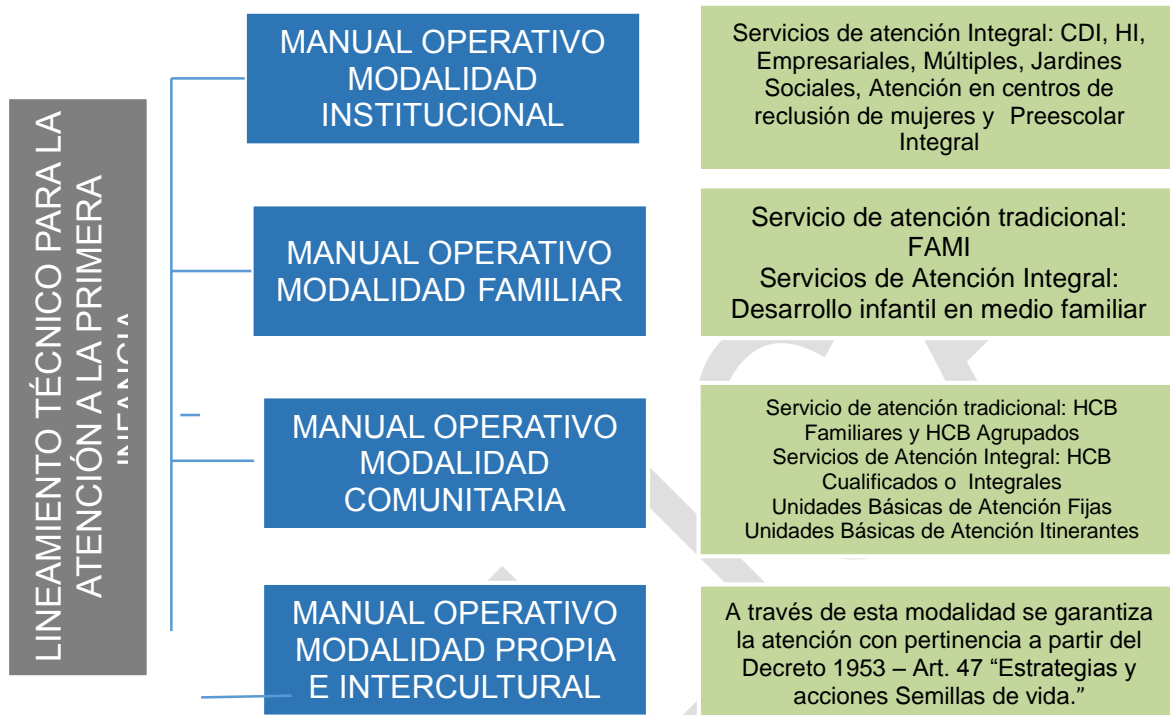 LINEAMIENTO TÉCNICO PARA LA
ATENCIÓN A LA PRIMERA
INFANCIA
MANUAL OPERATIVO
MODALIDAD
INSTITUCIONAL
Servicios de atención Integral: CDI, HI,
Empresariales, Múltiples, Jardines
Sociales, Atención en centros de
reclusión de mujeres y Preescolar
Integral
MANUAL OPERATIVO
MODALIDAD FAMILIAR
Servicio de atención tradicional:
FAMI
Servicios de Atención Integral:
Desarrollo infantil en medio familiar
MANUAL OPERATIVO
MODALIDAD
COMUNITARIA
Servicio de atención tradicional: HCB
Familiares y HCB Agrupados
Servicios de Atención Integral: HCB
Cualificados o Integrales
Unidades Básicas de Atención Fijas
Unidades Básicas de Atención Itinerantes
MANUAL OPERATIVO
MODALIDAD PROPIA
E INTERCULTURAL
A través de esta modalidad se garantiza
la atención con pertinencia a partir del
Decreto 1953 – Art. 47 “Estrategias y
acciones Semillas de vida.”